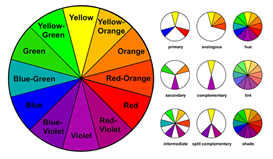 Yellow
Yellow-
Green
Yellow-
Orange
Green
Orange
Blue-Green
Red-Orange
Blue
Red
Blue-
Violet
Red-
Violet
Violet
primary
analogous
hue
secondary
complementary
tint
intermediate
split complementary
shade